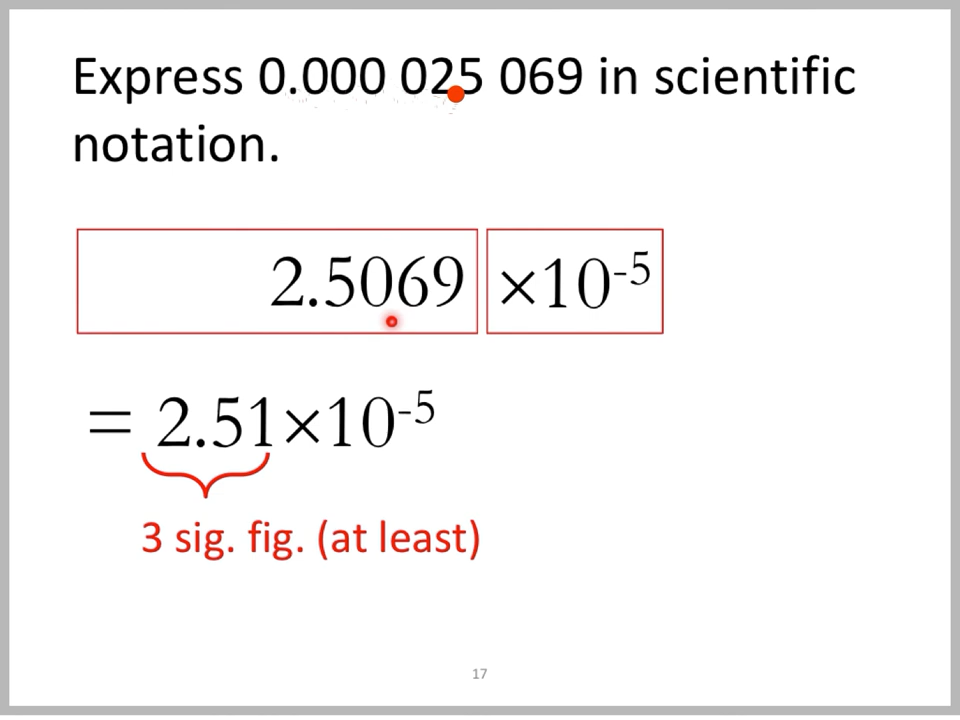 Express 0.000 025 069 in scientific
notation.
2.5069 ×10⁻⁵
= 2.51×10⁻⁵
3 sig. fig. (at least)
17